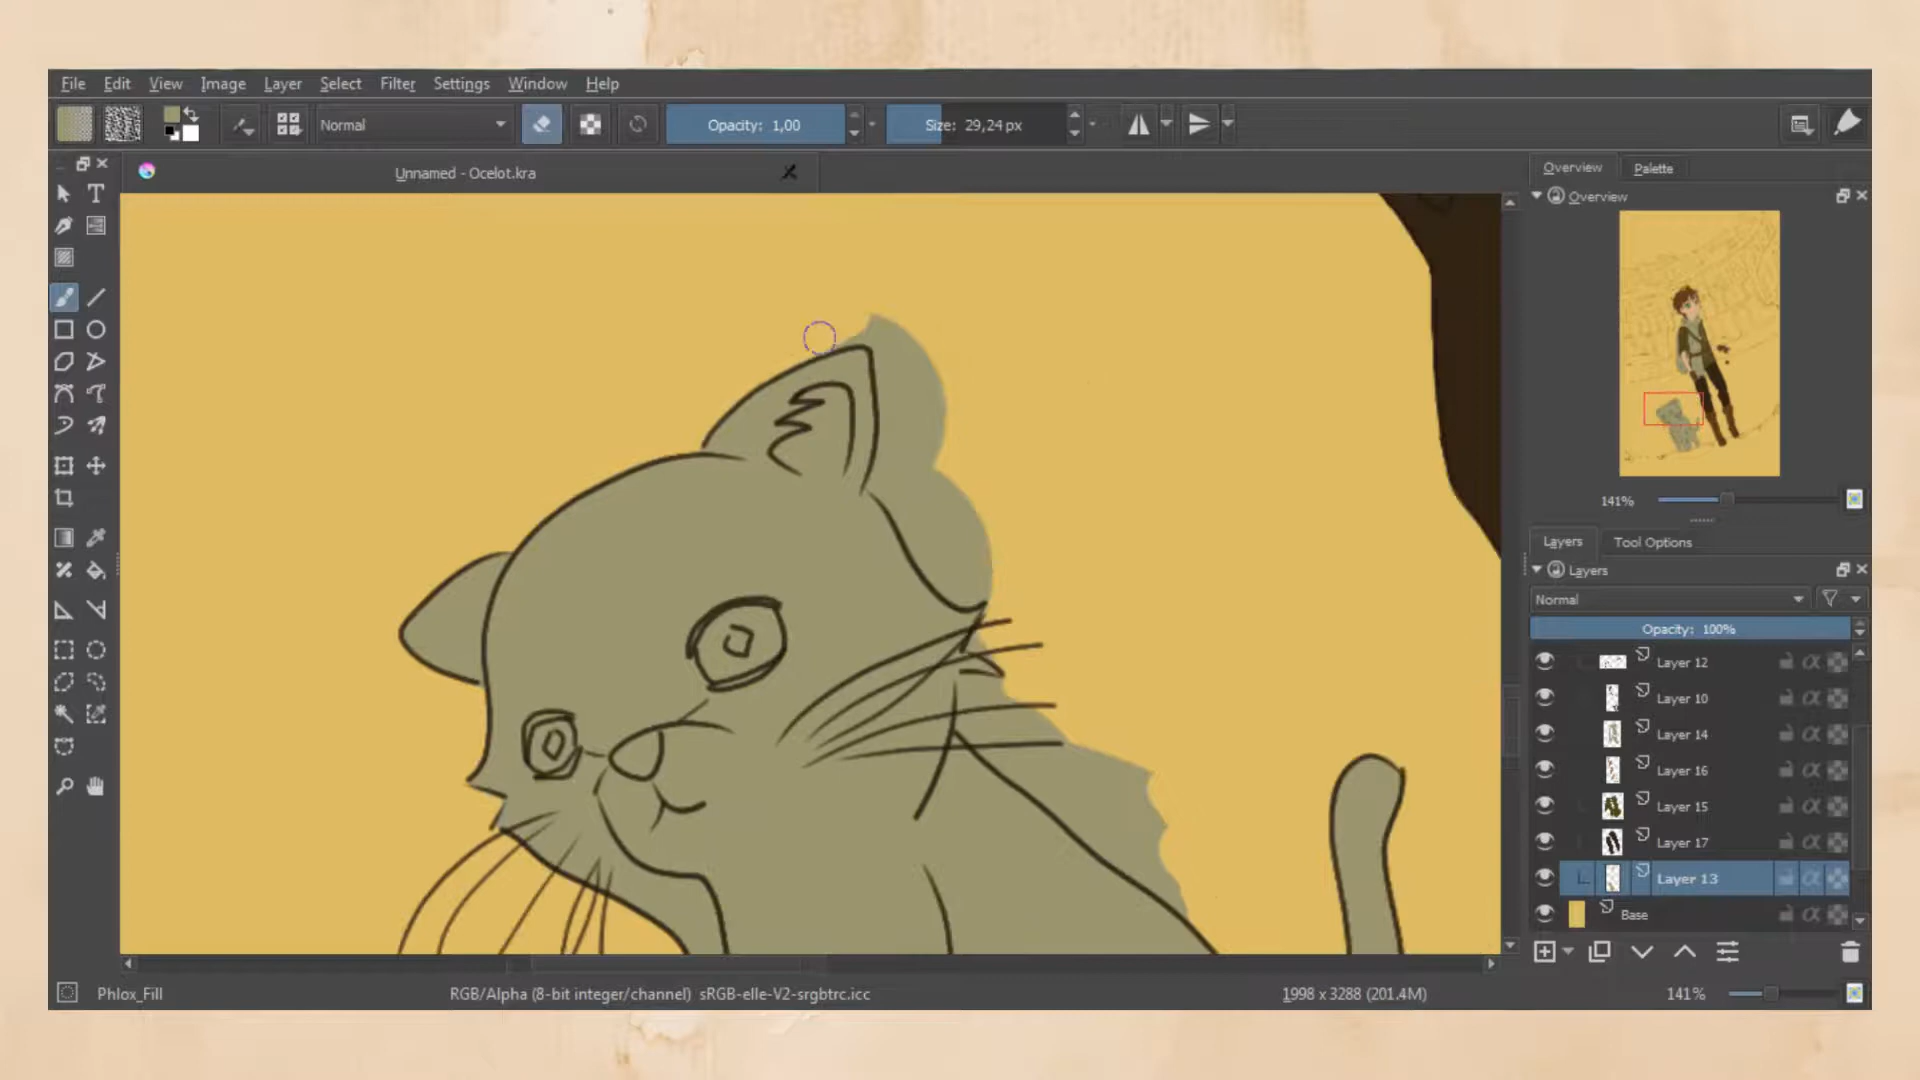 File Edit View Image Layer Select Filter Settings Window Help
Normal Opacity: 1,00 Size: 29,24 px
Unnamed - Ocelot.kra
Overview Palette
Overview
141%
Layers Tool Options
Layers
Normal
Opacity: 100%
Layer 12
Layer 10
Layer 14
Layer 16
Layer 15
Layer 17
Layer 13
Base
Phlox_Fill RGB/Alpha (8-bit integer/channel) sRGB-elle-V2-srgbtrc.icc 1998 x 3288 (201.4M) 141%